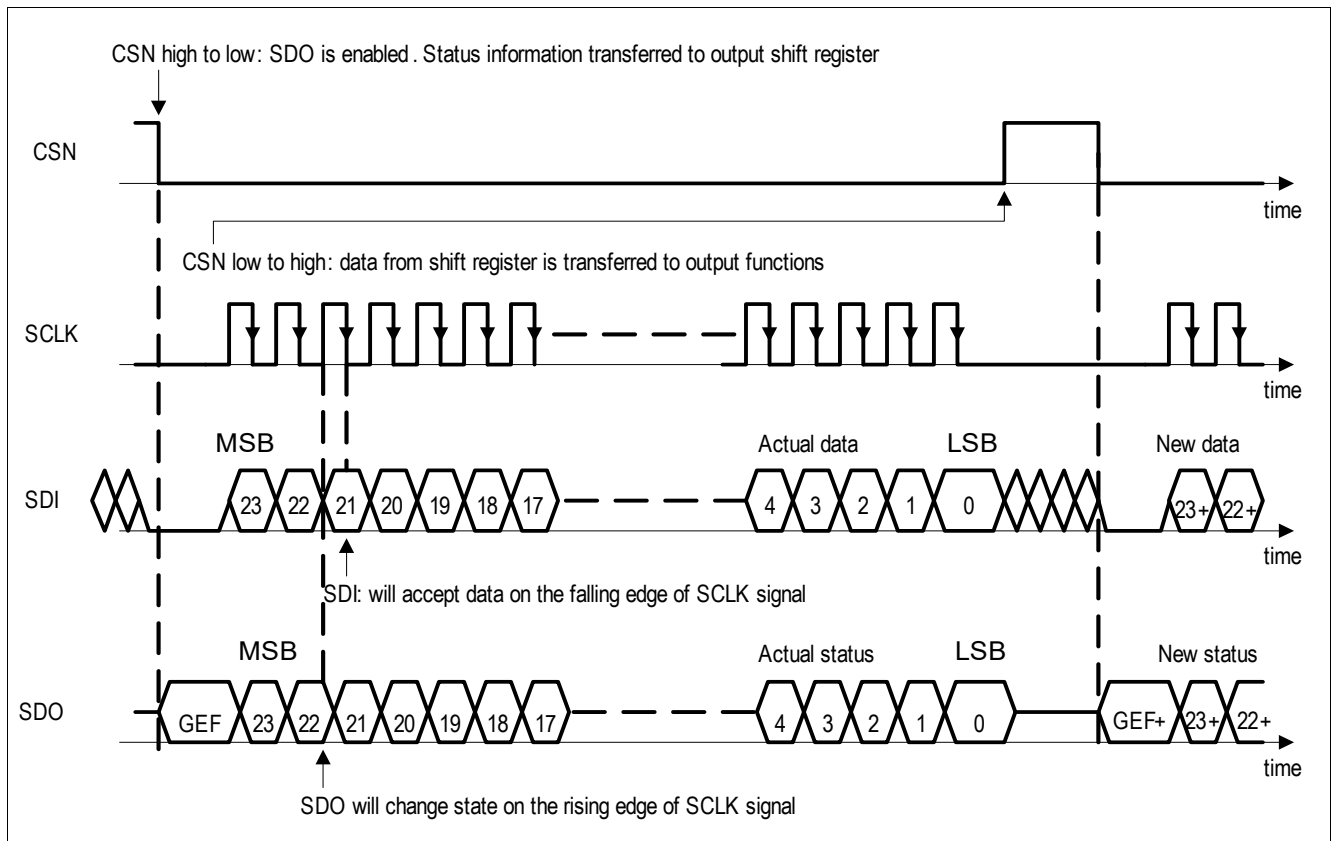 CSN high to low: SDO is enabled. Status information transferred to output shift register
CSN
time
CSN low to high: data from shift register is transferred to output functions
SCLK
time
MSB Actual data LSB New data
SDI 23 22 21 20 19 18 17 4 3 2 1 0 23+ 22+
time
SDI: will accept data on the falling edge of SCLK signal
MSB Actual status LSB New status
SDO GEF 23 22 21 20 19 18 17 4 3 2 1 0 GEF+ 23+ 22+
time
SDO will change state on the rising edge of SCLK signal